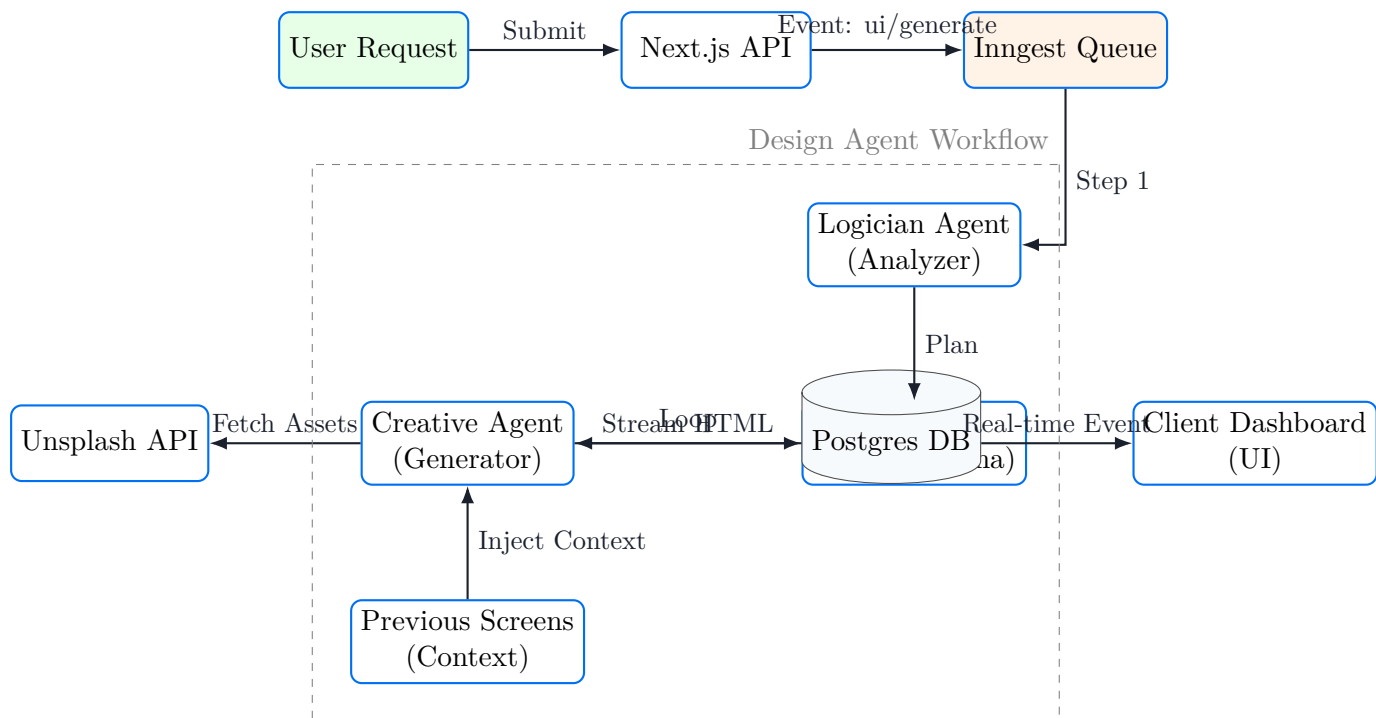 User Request
Submit
Next.js API
Event: ui/generate
Inngest Queue
Design Agent Workflow
Step 1
Logician Agent
(Analyzer)
Plan
Unsplash API
Fetch Assets
Creative Agent
(Generator)
Loop
Stream HTML
Postgres DB
Real-time Event
Client Dashboard
(UI)
Inject Context
Previous Screens
(Context)